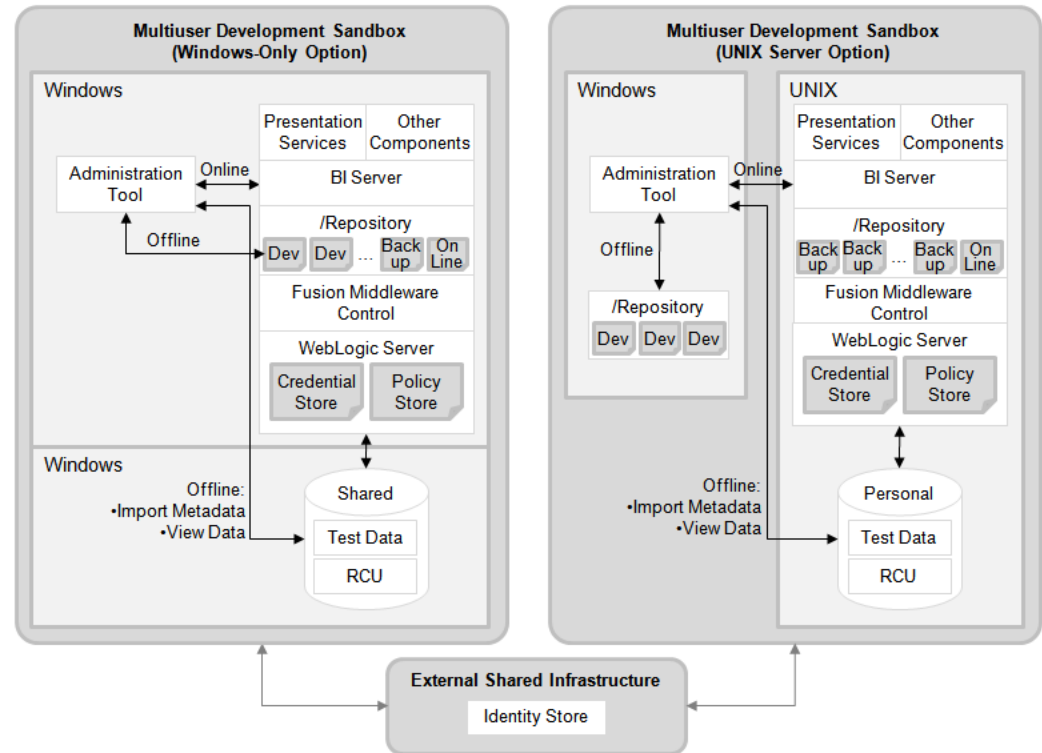 Multiuser Development Sandbox
(Windows-Only Option)
Windows
Presentation
Services
Other
Components
Administration
Tool
Online
BI Server
Offline
/Repository
Dev
Dev
...
Back
up
On
Line
Fusion Middleware
Control
WebLogic Server
Credential
Store
Policy
Store
Windows
Offline:
•Import Metadata
•View Data
Shared
Test Data
RCU
Multiuser Development Sandbox
(UNIX Server Option)
Windows
UNIX
Presentation
Services
Other
Components
Administration
Tool
Online
BI Server
Offline
/Repository
Back
up
Back
up
...
Back
up
On
Line
/Repository
Dev
Dev
Dev
Fusion Middleware
Control
WebLogic Server
Credential
Store
Policy
Store
Offline:
•Import Metadata
•View Data
Personal
Test Data
RCU
External Shared Infrastructure
Identity Store